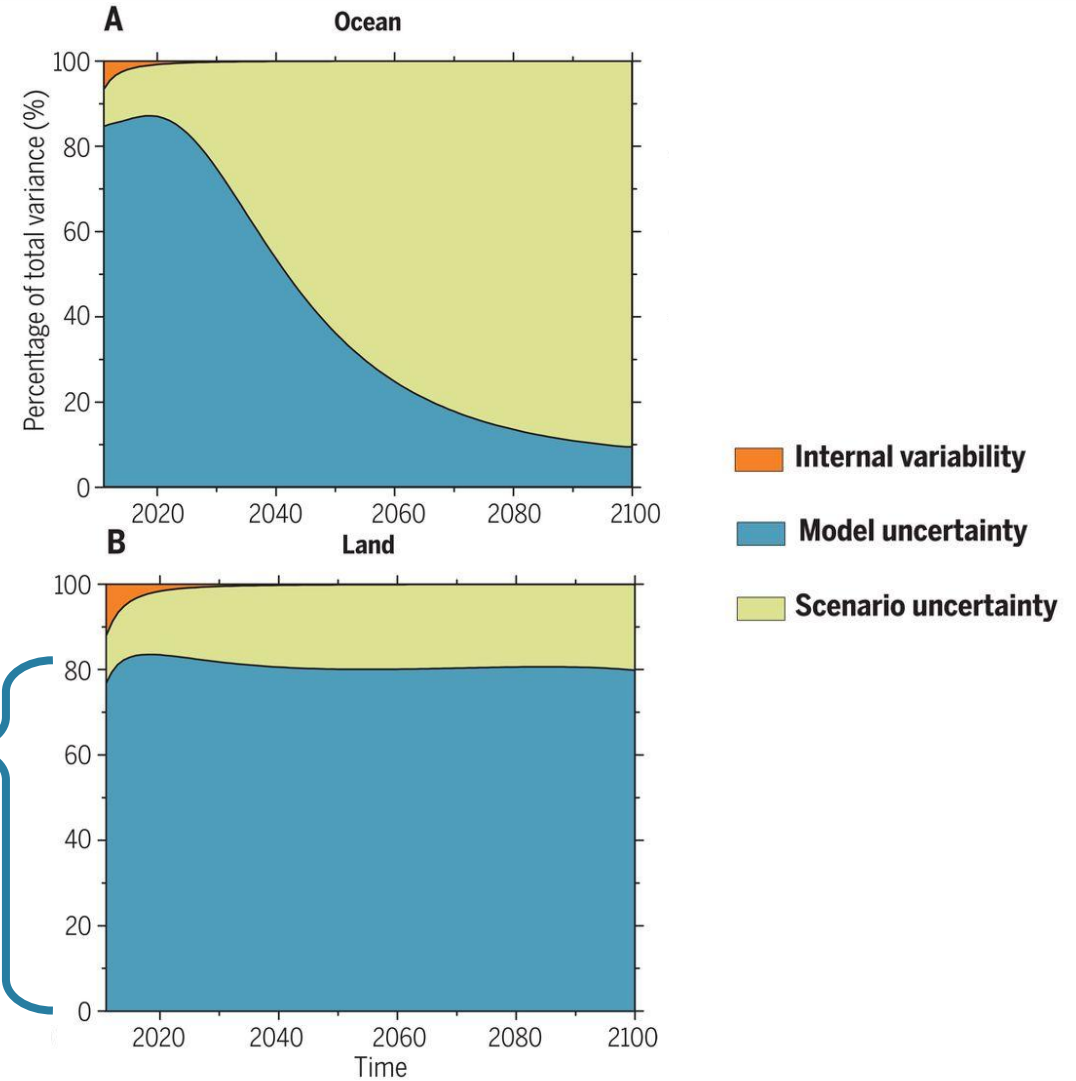 A
Ocean
Percentage of total variance (%)
100
80
60
40
20
0
2020 2040 2060 2080 2100
B
Land
100
80
60
40
20
0
2020 2040 2060 2080 2100
Time
Internal variability
Model uncertainty
Scenario uncertainty